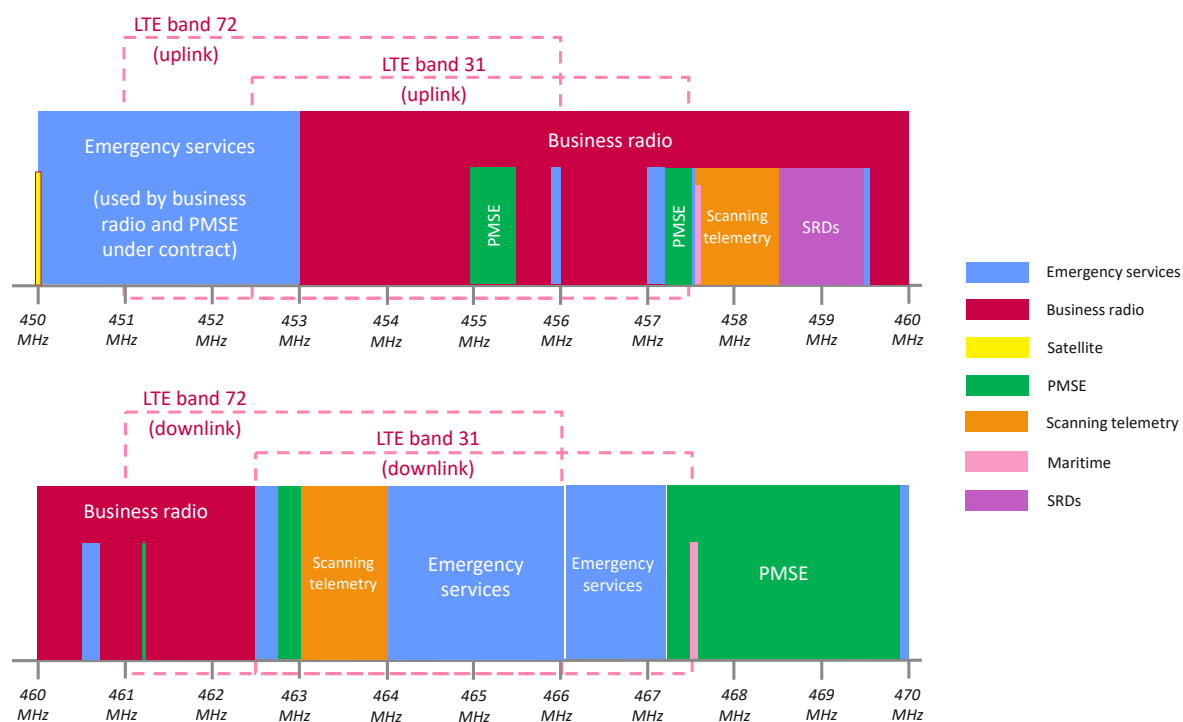 LTE band 72
(uplink)
LTE band 31
(uplink)
Emergency services
(used by business
radio and PMSE
under contract)
Business radio
PMSE
PMSE
Scanning
telemetry
SRDs
450
MHz
451
MHz
452
MHz
453
MHz
454
MHz
455
MHz
456
MHz
457
MHz
458
MHz
459
MHz
460
MHz
LTE band 72
(downlink)
LTE band 31
(downlink)
Business radio
Scanning
telemetry
Emergency
services
Emergency
services
PMSE
460
MHz
461
MHz
462
MHz
463
MHz
464
MHz
465
MHz
466
MHz
467
MHz
468
MHz
469
MHz
470
MHz
Emergency services
Business radio
Satellite
PMSE
Scanning telemetry
Maritime
SRDs